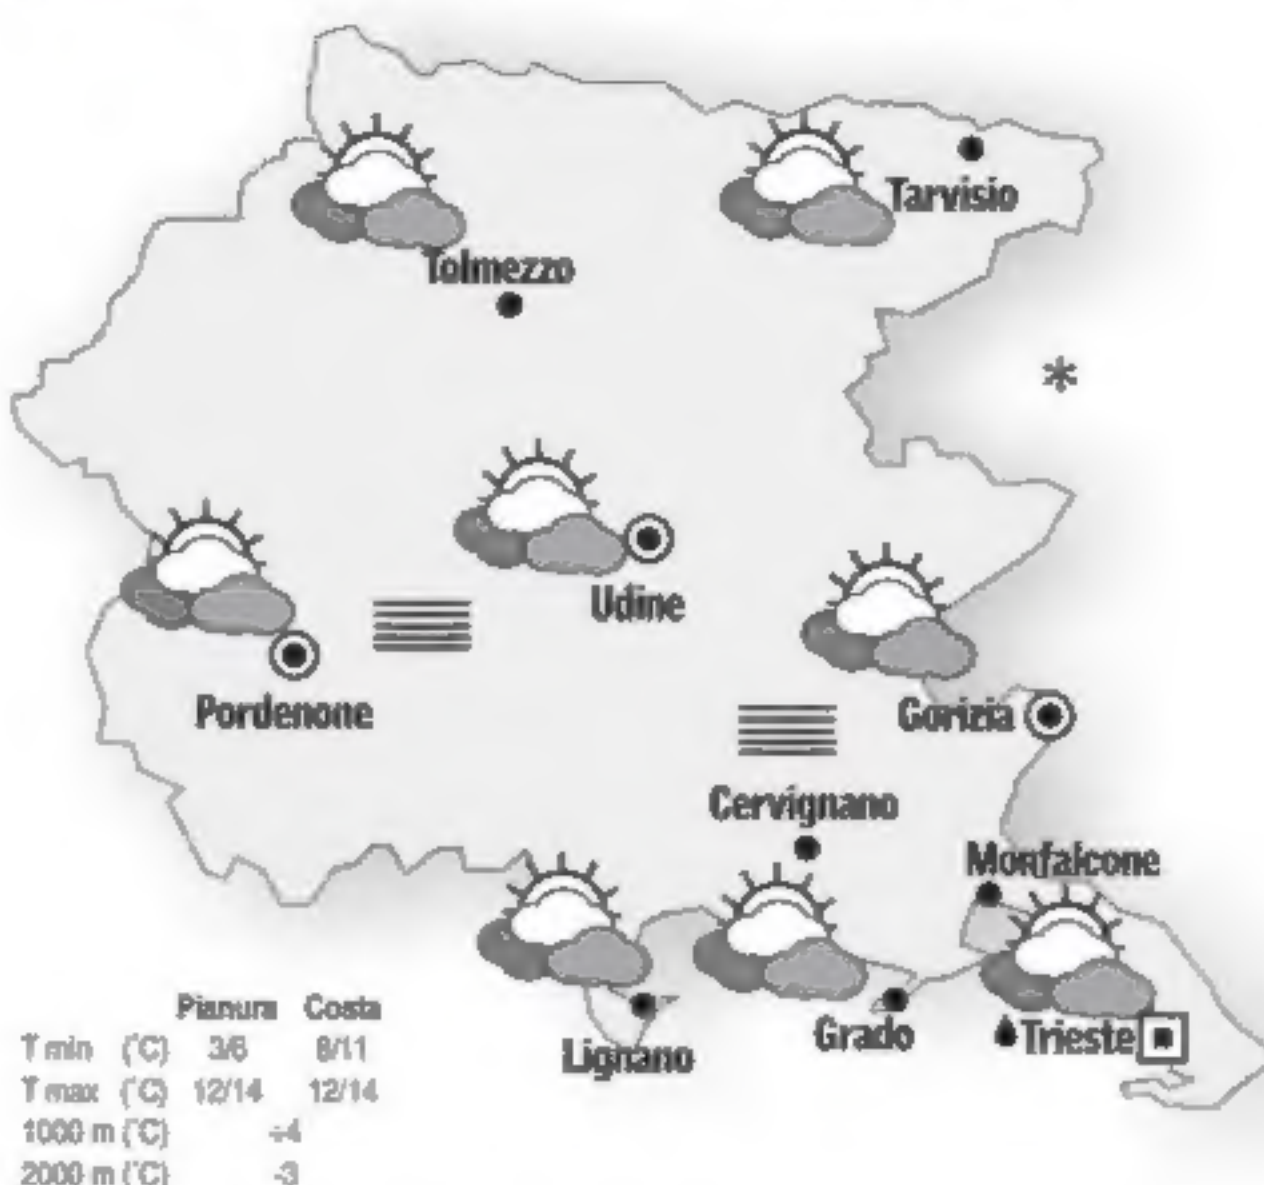 Tarvisio
Tolmezzo
*
Udine
Pordenone
Gorizia
Cervignano
Monfalcone
Grado
Trieste
Lignano
Pianura Costa
T min (°C) 3/6 8/11
T max (°C) 12/14 12/14
1000 m (°C) +4
2000 m (°C) -3